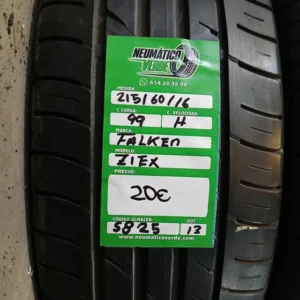 NEUMÁTICO
VERDE
614 20 35 98
MEDIDA
215/60/16
C. CARGA: C. VELOCIDAD
99 H
MARCA:
FALKEN
MODELO:
ZIEX
PRECIO:
20€
CÓDIGO ALMACÉN: DOT
5825 13
www.neumaticoverde.com